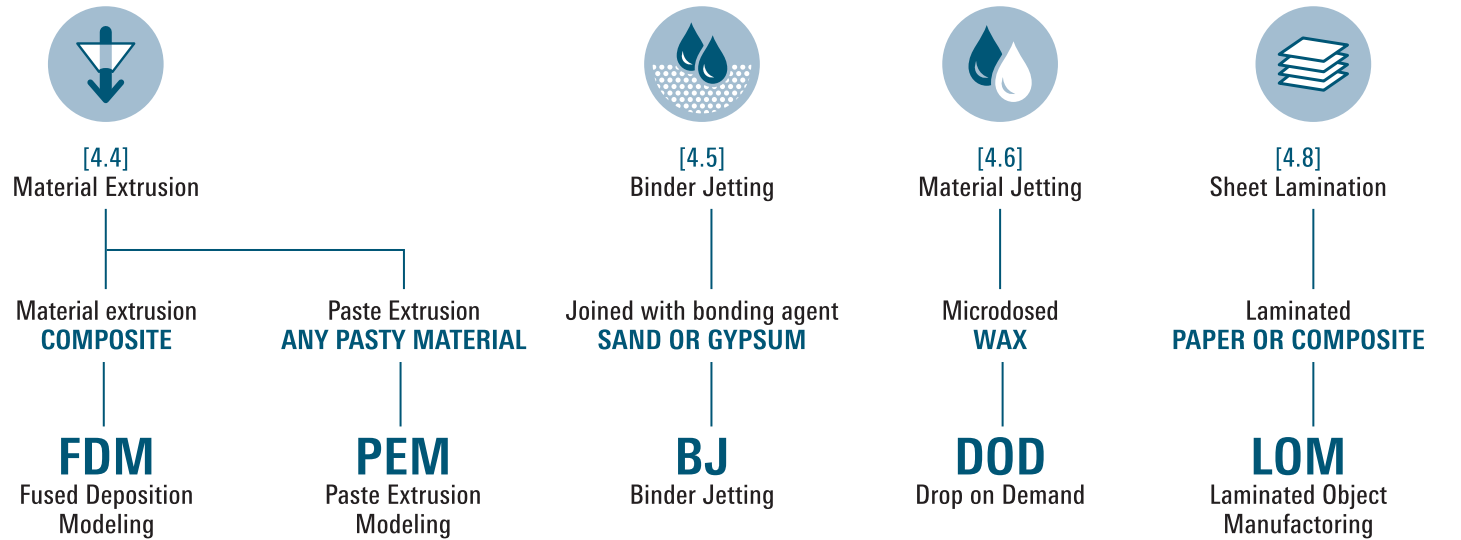 [4.4]
Material Extrusion
[4.5]
Binder Jetting
[4.6]
Material Jetting
[4.8]
Sheet Lamination
Material extrusion
COMPOSITE
Paste Extrusion
ANY PASTY MATERIAL
Joined with bonding agent
SAND OR GYPSUM
Microdosed
WAX
Laminated
PAPER OR COMPOSITE
FDM
Fused Deposition
Modeling
PEM
Paste Extrusion
Modeling
BJ
Binder Jetting
DOD
Drop on Demand
LOM
Laminated Object
Manufactoring